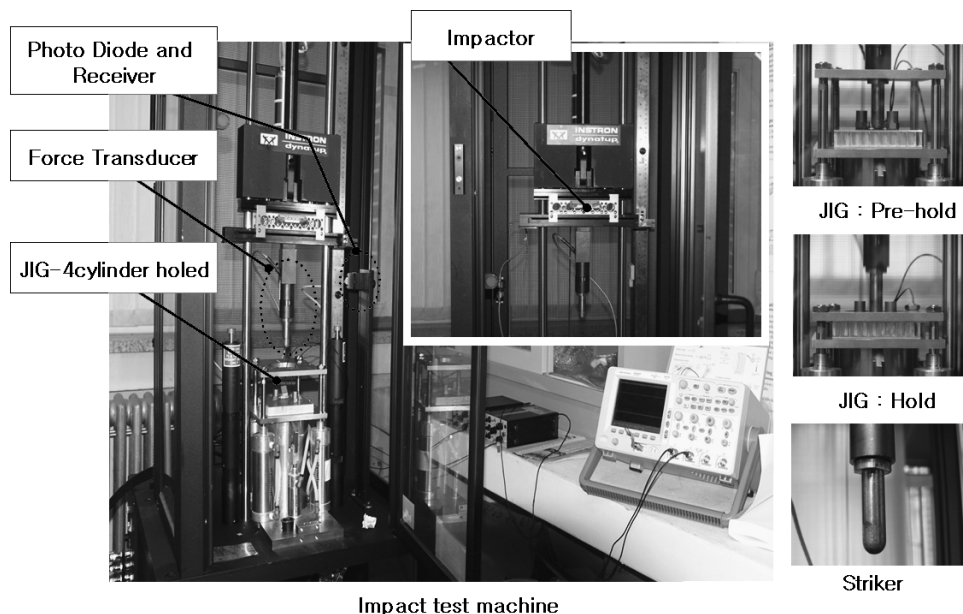 Photo Diode and
Receiver
Impactor
Force Transducer
JIG-4cylinder holed
INSTRON
dynatup
INSTRON
dynatup
JIG : Pre-hold
JIG : Hold
Striker
Impact test machine